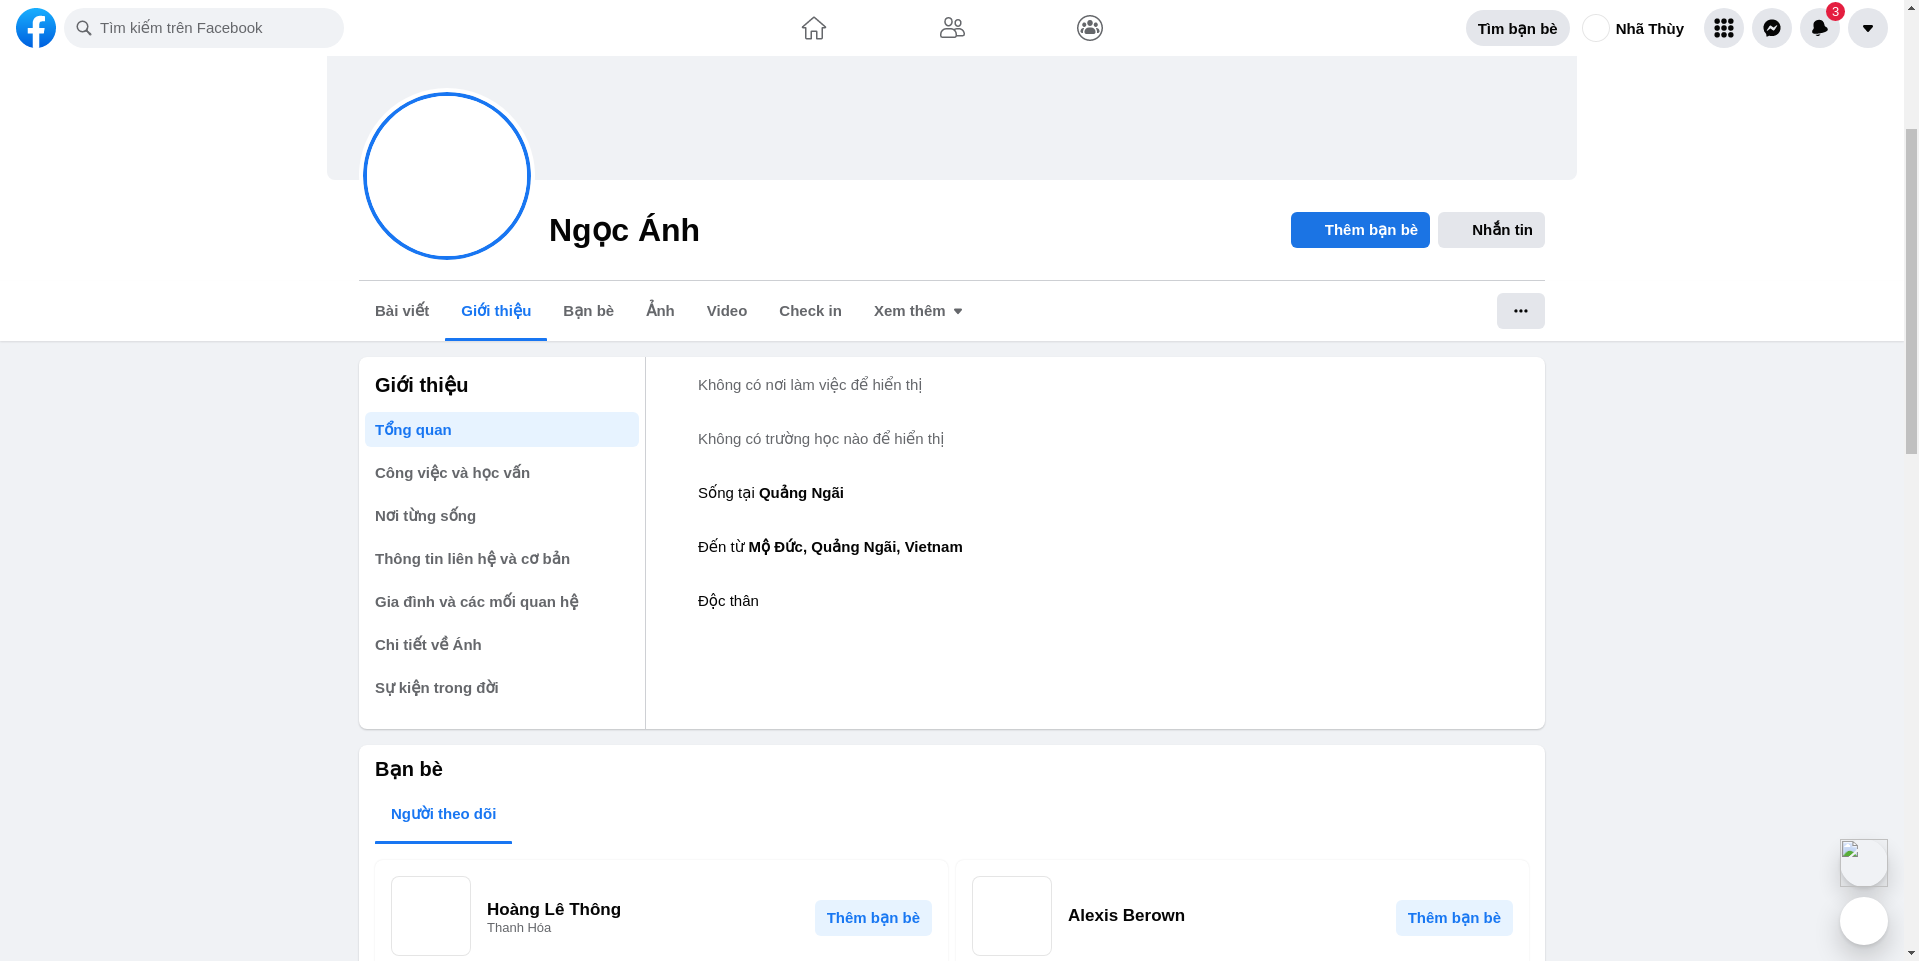 Tìm kiếm trên Facebook
Tìm bạn bè
Nhã Thùy
3
Ngọc Ánh
Thêm bạn bè
Nhắn tin
Bài viết
Giới thiệu
Bạn bè
Ảnh
Video
Check in
Xem thêm
Giới thiệu
Tổng quan
Công việc và học vấn
Nơi từng sống
Thông tin liên hệ và cơ bản
Gia đình và các mối quan hệ
Chi tiết về Ánh
Sự kiện trong đời
Không có nơi làm việc để hiển thị
Không có trường học nào để hiển thị
Sống tại Quảng Ngãi
Đến từ Mộ Đức, Quảng Ngãi, Vietnam
Độc thân
Bạn bè
Người theo dõi
Hoàng Lê Thông
Thanh Hóa
Thêm bạn bè
Alexis Berown
Thêm bạn bè